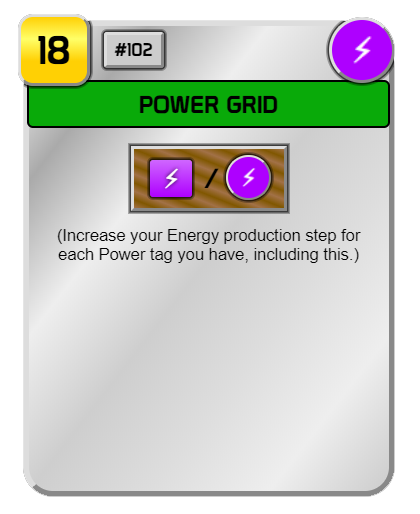 18
#102
POWER GRID
/
(Increase your Energy production step for
each Power tag you have, including this.)